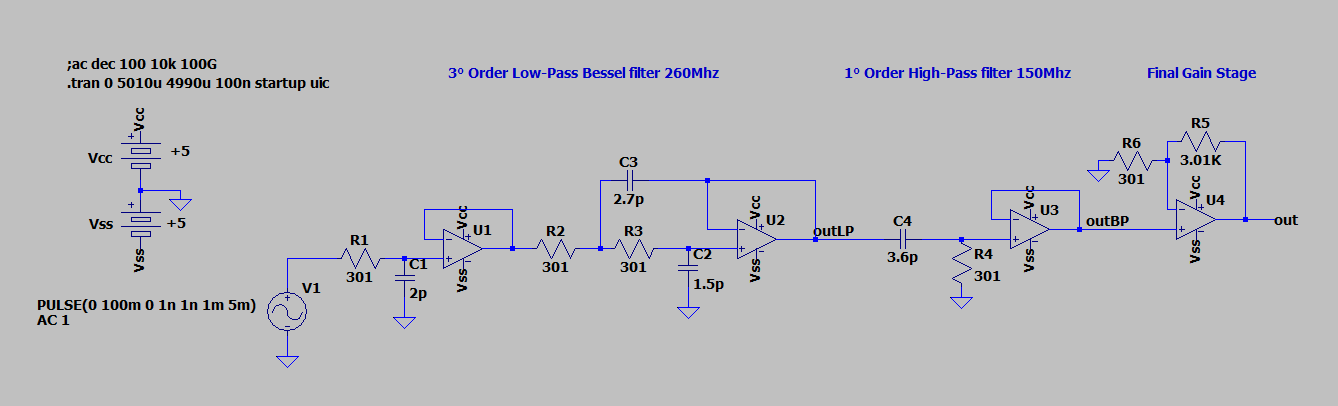 ;ac dec 100 10k 100G
.tran 0 5010u 4990u 100n startup uic
3° Order Low-Pass Bessel filter 260Mhz
1° Order High-Pass filter 150Mhz
Final Gain Stage
Vcc
Vcc
+5
Vss
+5
Vss
V1
PULSE(0 100m 0 1n 1n 1m 5m)
AC 1
R1
301
C1
2p
Vcc
U1
Vss
R2
301
C3
2.7p
R3
301
C2
1.5p
Vcc
U2
Vss
outLP
C4
3.6p
R4
301
Vcc
U3
Vss
outBP
R6
301
R5
3.01K
Vcc
U4
Vss
out